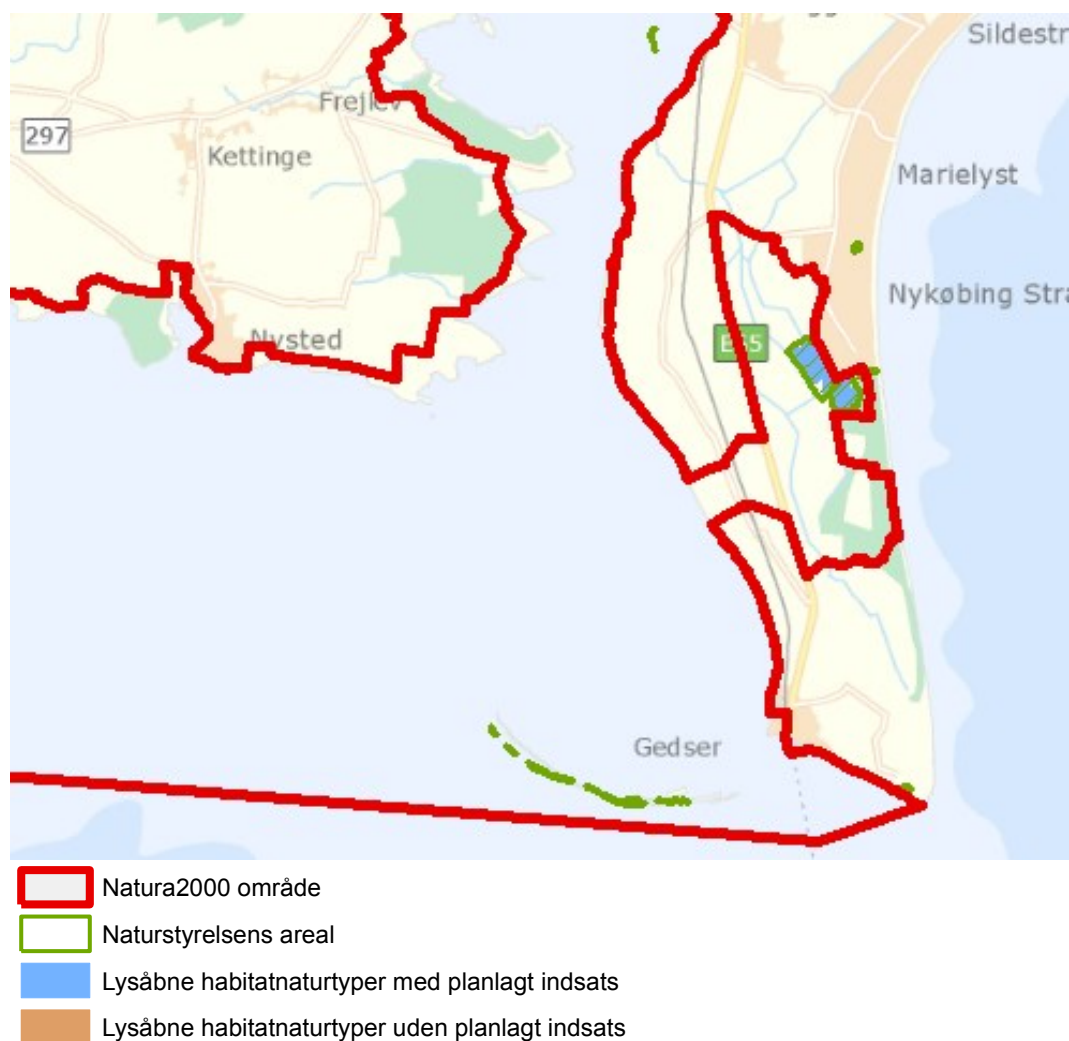 Sildestr
Frejlev
297
Kettinge
Marielyst
Nykøbing Stra
Nysted
E55
Gedser
Natura2000 område
Naturstyrelsens areal
Lysåbne habitatnaturtyper med planlagt indsats
Lysåbne habitatnaturtyper uden planlagt indsats